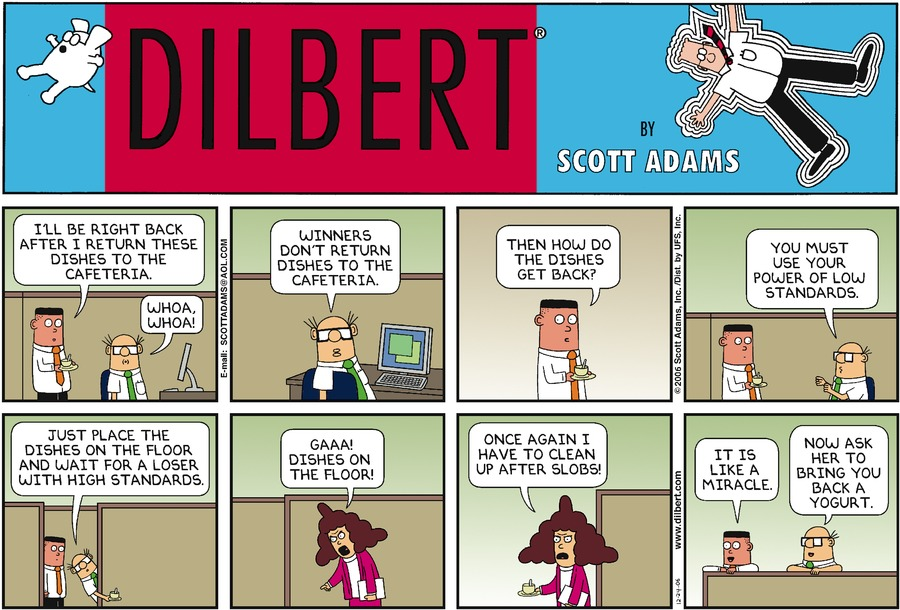 DILBERT®
BY
SCOTT ADAMS
I'LL BE RIGHT BACK
AFTER I RETURN THESE
DISHES TO THE
CAFETERIA.
WHOA,
WHOA!
E-mail: SCOTTADAMS@AOL.COM
WINNERS
DON'T RETURN
DISHES TO THE
CAFETERIA.
THEN HOW DO
THE DISHES
GET BACK?
© 2006 Scott Adams, Inc. /Dist. by UFS, Inc.
YOU MUST
USE YOUR
POWER OF LOW
STANDARDS.
JUST PLACE THE
DISHES ON THE FLOOR
AND WAIT FOR A LOSER
WITH HIGH STANDARDS.
GAAA!
DISHES ON
THE FLOOR!
ONCE AGAIN I
HAVE TO CLEAN
UP AFTER SLOBS!
www.dilbert.com
12-24-06
IT IS
LIKE A
MIRACLE.
NOW ASK
HER TO
BRING YOU
BACK A
YOGURT.